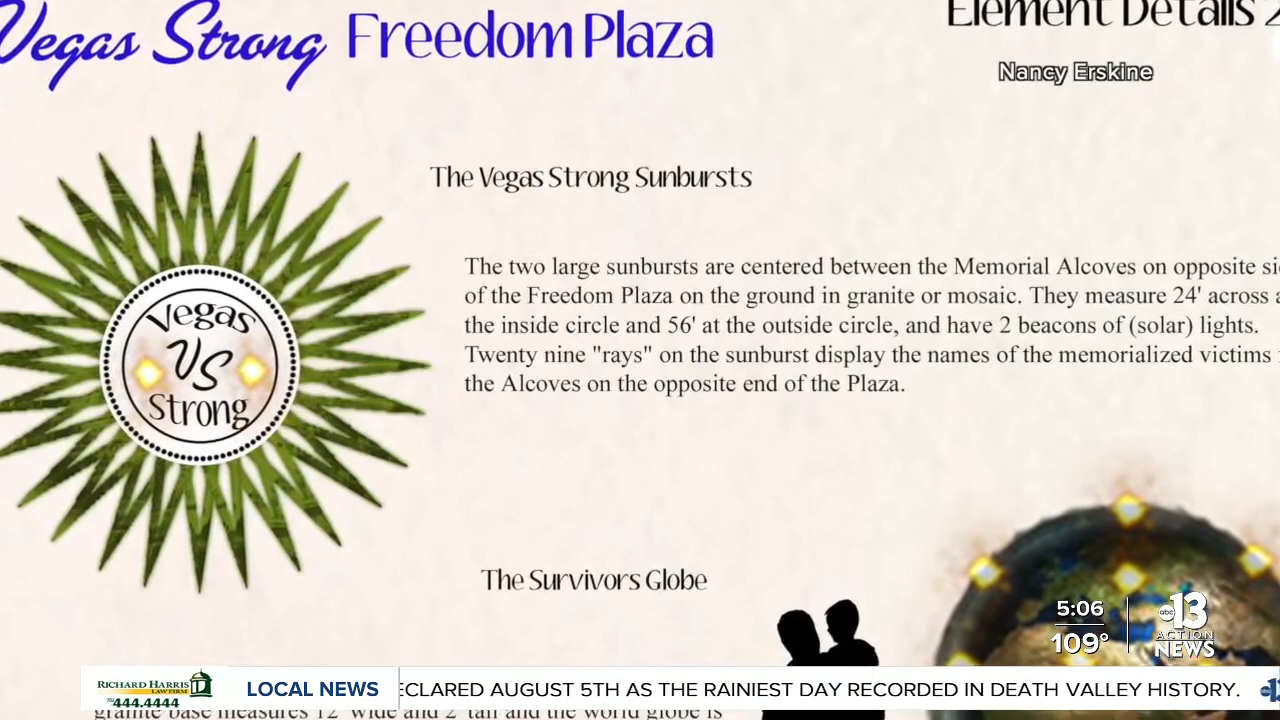 Vegas Strong Freedom Plaza
Element Details 2
Nancy Erskine
The Vegas Strong Sunbursts
The two large sunbursts are centered between the Memorial Alcoves on opposite
of the Freedom Plaza on the ground in granite or mosaic. They measure 24' across
the inside circle and 56' at the outside circle, and have 2 beacons of (solar) lights.
Twenty nine "rays" on the sunburst display the names of the memorialized victims
the Alcoves on the opposite end of the Plaza.
Vegas
VS
Strong
The Survivors Globe
5:06
109°
abc 13
ACTION
NEWS
RICHARD HARRIS
LAW FIRM
702 444.4444
LOCAL NEWS
ECLARED AUGUST 5TH AS THE RAINIEST DAY RECORDED IN DEATH VALLEY HISTORY.
granite base measures 12' wide and 2' tall and the world globe is